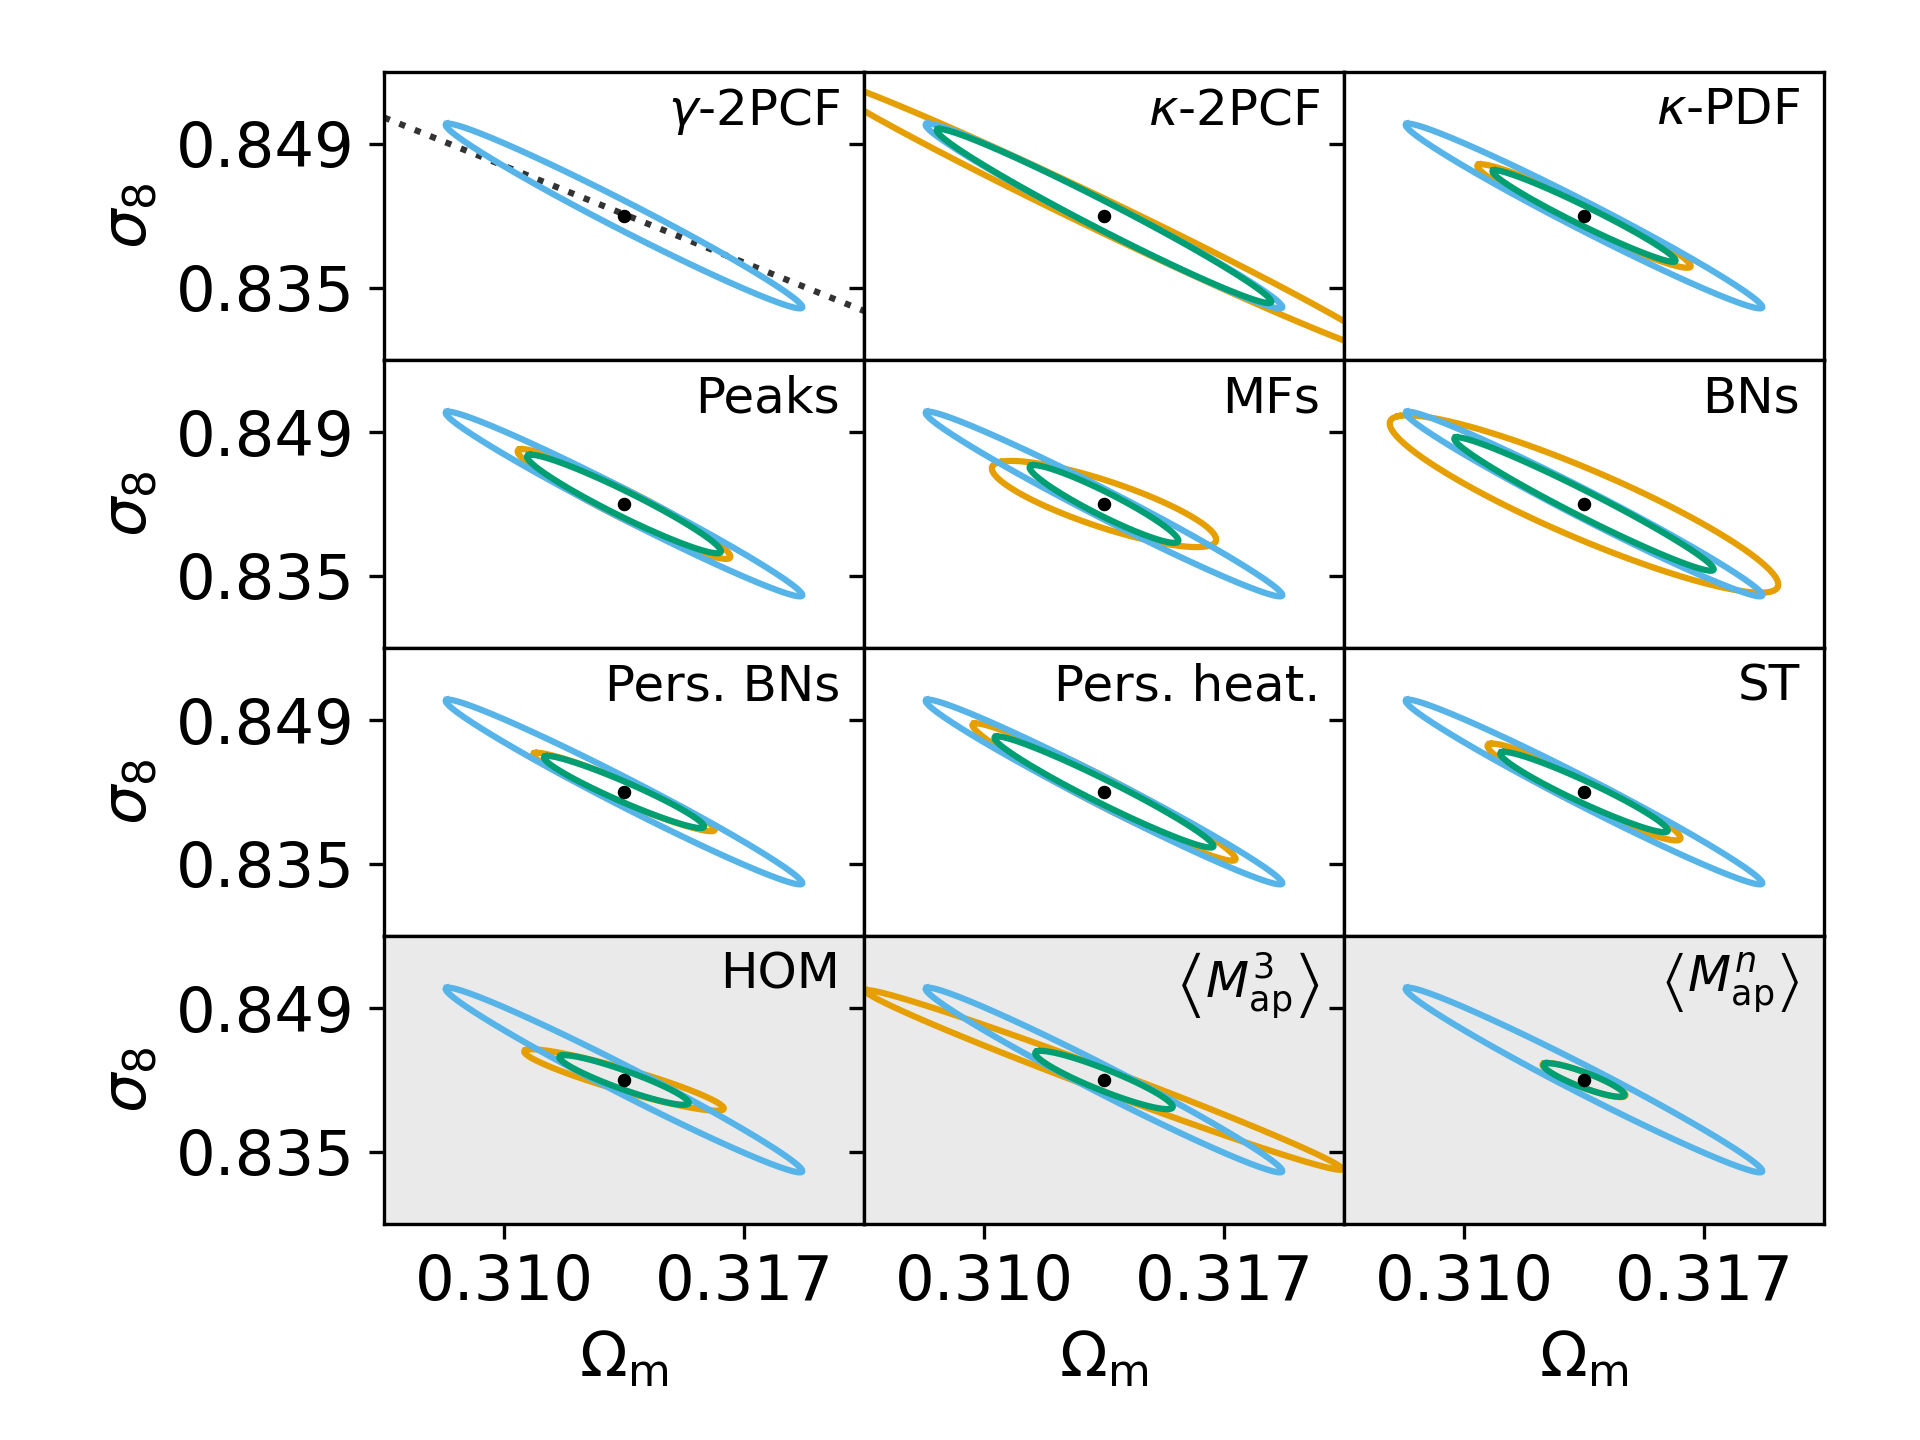 γ-2PCF κ-2PCF κ-PDF
0.849
σ₈
0.835
Peaks MFs BNs
0.849
σ₈
0.835
Pers. BNs Pers. heat. ST
0.849
σ₈
0.835
HOM ⟨M³ₐₚ⟩ ⟨Mⁿₐₚ⟩
0.849
σ₈
0.835
0.310 0.317 0.310 0.317 0.310 0.317
Ωₘ Ωₘ Ωₘ